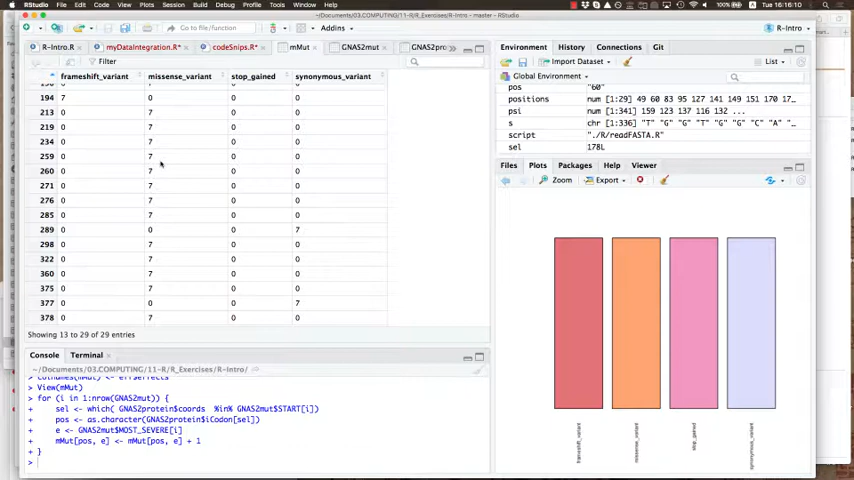 RStudio File Edit Code View Plots Session Build Debug Profile Tools Window Help 100% Tue 16:16:10
~/Documents/03.COMPUTING/11-R/R_Exercises/R-Intro - master - RStudio
Go to file/function
Addins
R-Intro
R-Intro.R
myDataIntegration.R*
codeSnips.R*
mMut
GNAS2mut
Filter
frameshift_variant missense_variant stop_gained synonymous_variant
194 7 0 0 0
213 0 7 0 0
219 0 7 0 0
234 0 7 0 0
259 0 7 0 0
260 0 7 0 0
271 0 7 0 0
276 0 7 0 0
285 0 7 0 0
289 0 0 0 7
298 0 7 0 0
322 0 7 0 0
360 0 7 0 0
375 0 7 0 0
377 0 0 0 7
378 0 7 0 0
Showing 13 to 29 of 29 entries
Console Terminal
~/Documents/03.COMPUTING/11-R/R_Exercises/R-Intro/
> View(mMut)
> for (i in 1:nrow(GNAS2mut)) {
+ sel <- which( GNAS2protein$coords %in% GNAS2mut$START[i])
+ pos <- as.character(GNAS2protein$iCodon[sel])
+ e <- GNAS2mut$MOST_SEVERE[i]
+ mMut[pos, e] <- mMut[pos, e] + 1
+ }
>
Environment History Connections Git
Import Dataset
List
Global Environment
pos "60"
positions num [1:29] 49 60 83 95 127 141 149 151 170 17...
psi num [1:341] 159 123 137 116 132 ...
s chr [1:336] "T" "G" "G" "T" "G" "G" "C" "A" "...
script "./R/readFASTA.R"
sel 178L
Files Plots Packages Help Viewer
Zoom
Export
frameshift_variant
missense_variant
stop_gained
synonymous_variant